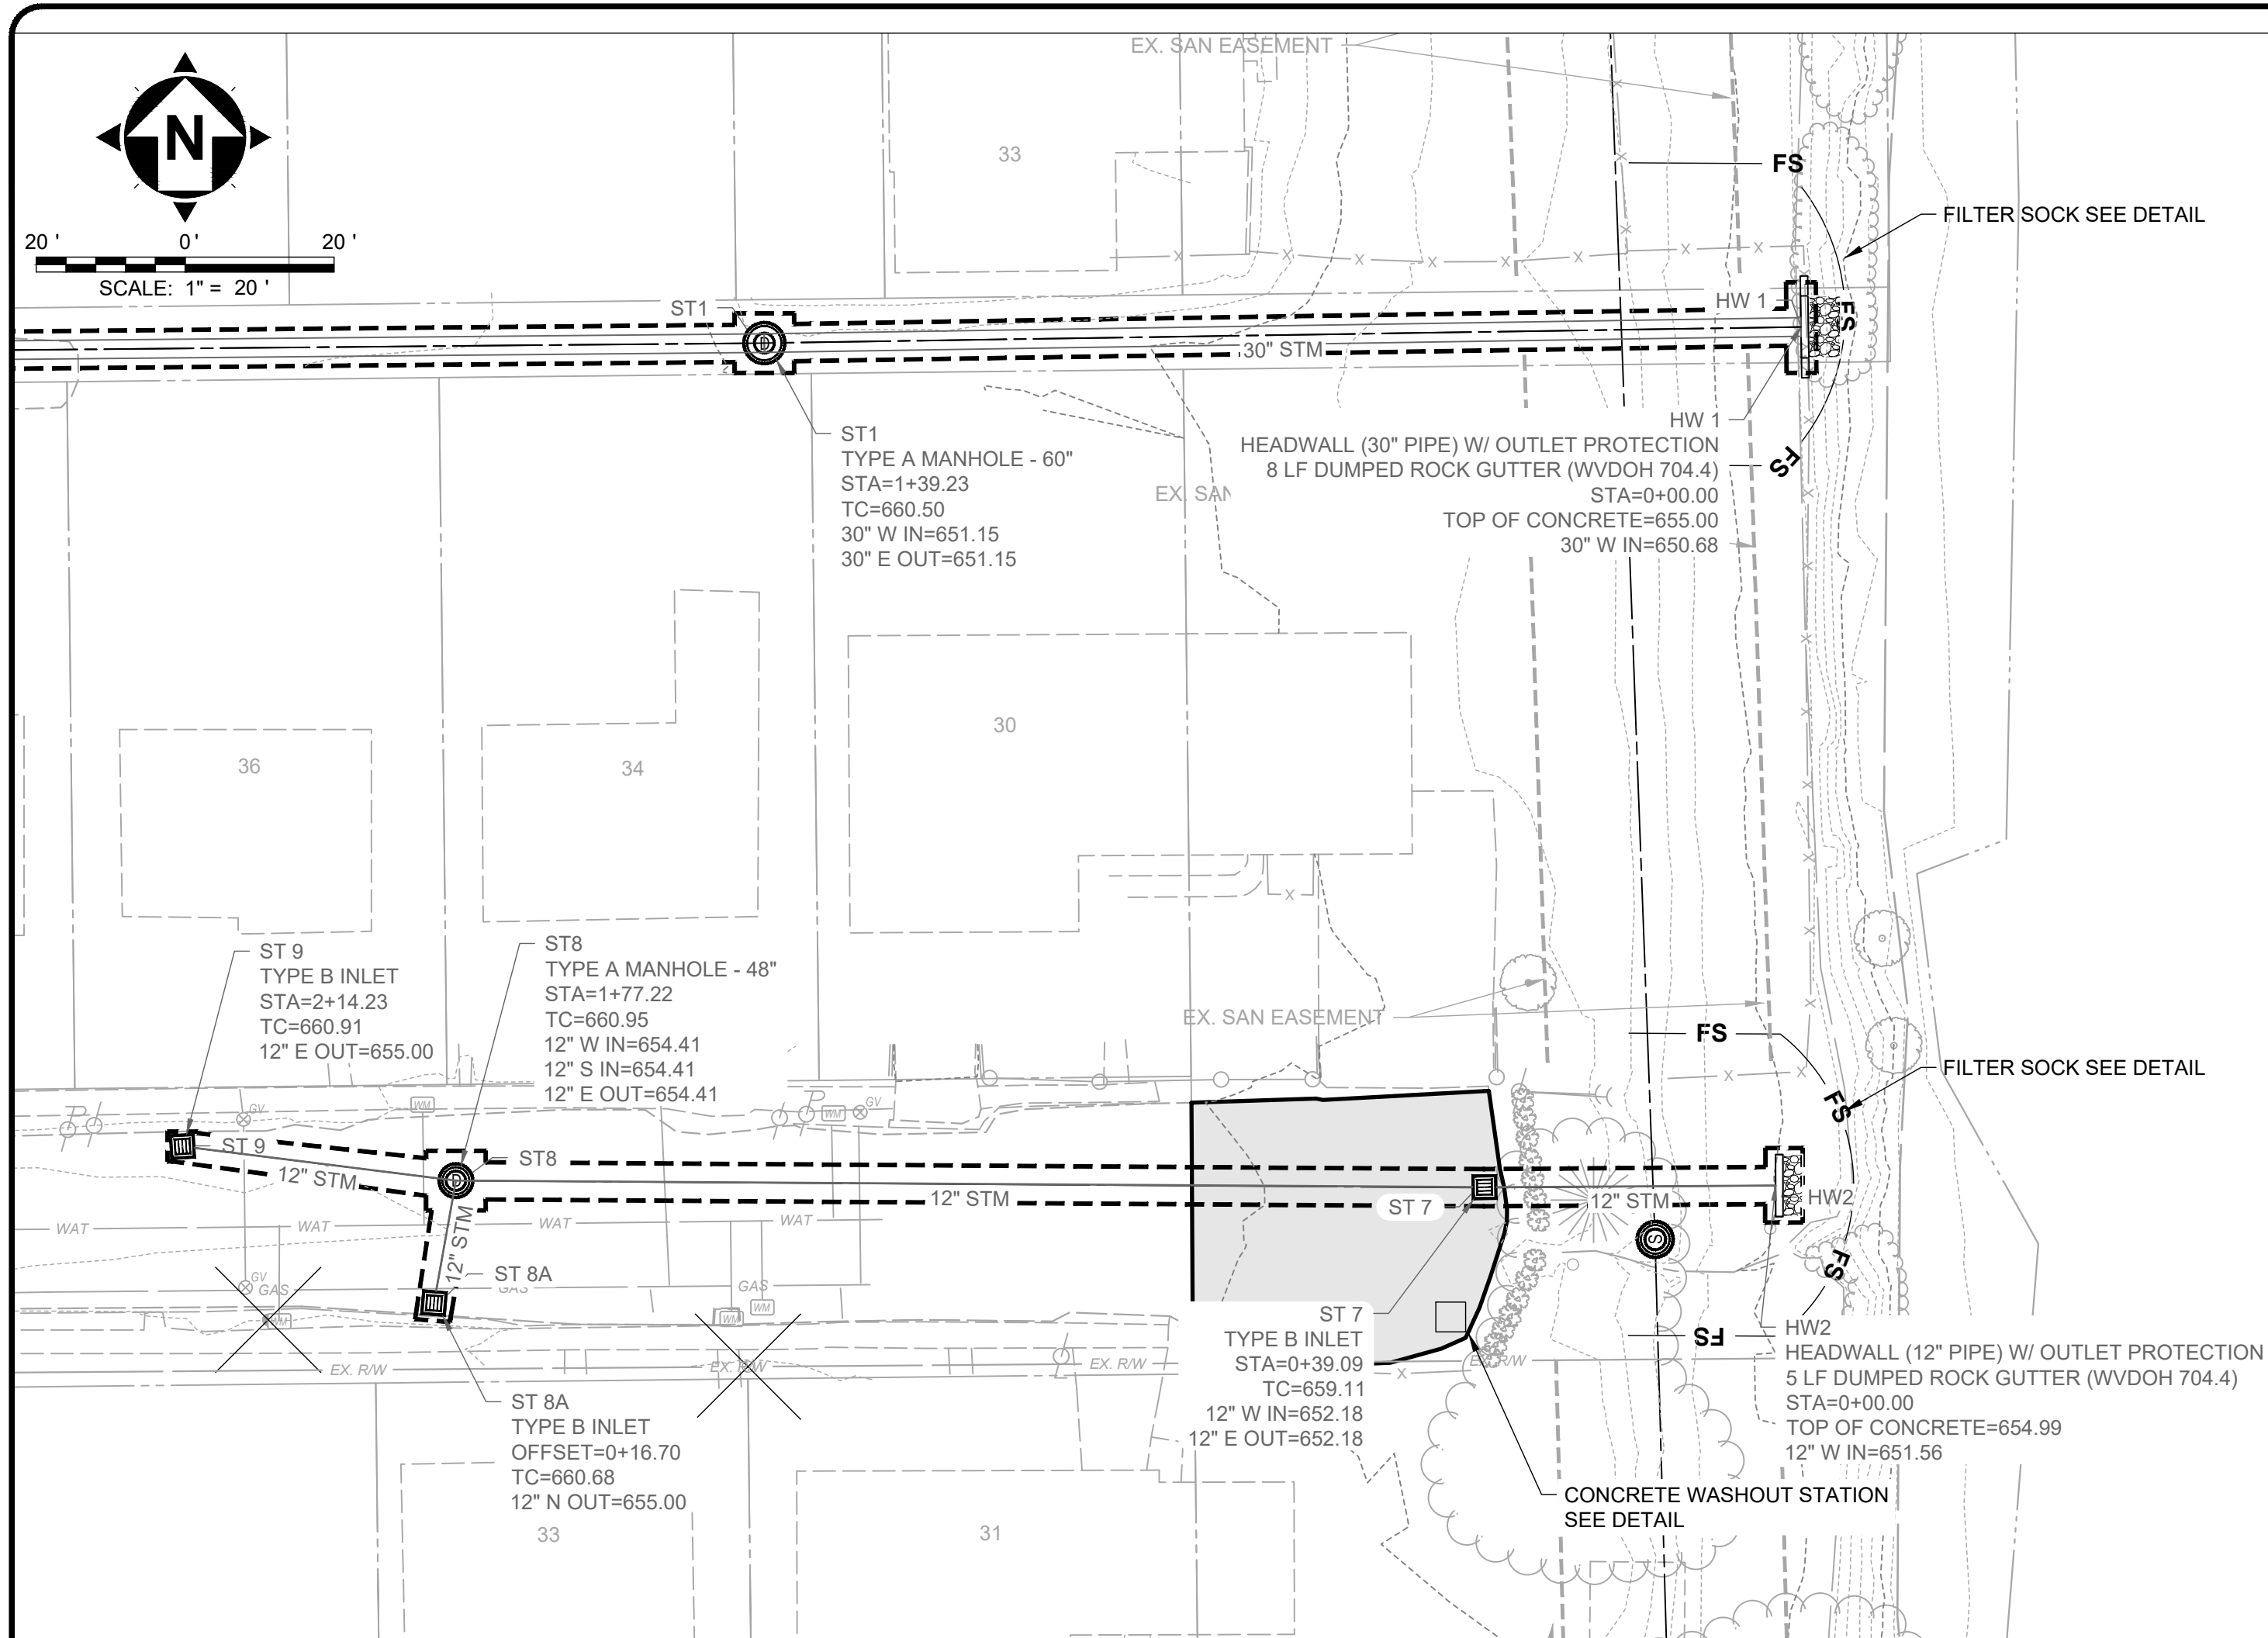 EX. SAN EASEMENT
N
33
FS
20 ' 0' 20 '
SCALE: 1" = 20 '
FILTER SOCK SEE DETAIL
ST1
HW 1
FS
D
30" STM
ST1
TYPE A MANHOLE - 60"
STA=1+39.23
TC=660.50
30" W IN=651.15
30" E OUT=651.15
EX. SAN
HW 1
HEADWALL (30" PIPE) W/ OUTLET PROTECTION
8 LF DUMPED ROCK GUTTER (WVDOH 704.4)
STA=0+00.00
TOP OF CONCRETE=655.00
30" W IN=650.68
FS
36
34
30
ST 9
TYPE B INLET
STA=2+14.23
TC=660.91
12" E OUT=655.00
ST8
TYPE A MANHOLE - 48"
STA=1+77.22
TC=660.95
12" W IN=654.41
12" S IN=654.41
12" E OUT=654.41
EX. SAN EASEMENT
FS
FILTER SOCK SEE DETAIL
FS
GV
WM
WM
GV
ST 9
12" STM
ST8
D
12" STM
ST 7
12" STM
HW2
WAT
WAT
WAT
WAT
12" STM
S
FS
GV
GAS
ST 8A
GAS
GAS
WM
WM
WM
EX. R/W
EX. R/W
EX. R/W
EX. R/W
FS
ST 7
TYPE B INLET
STA=0+39.09
TC=659.11
12" W IN=652.18
12" E OUT=652.18
HW2
HEADWALL (12" PIPE) W/ OUTLET PROTECTION
5 LF DUMPED ROCK GUTTER (WVDOH 704.4)
STA=0+00.00
TOP OF CONCRETE=654.99
12" W IN=651.56
ST 8A
TYPE B INLET
OFFSET=0+16.70
TC=660.68
12" N OUT=655.00
CONCRETE WASHOUT STATION
SEE DETAIL
33
31